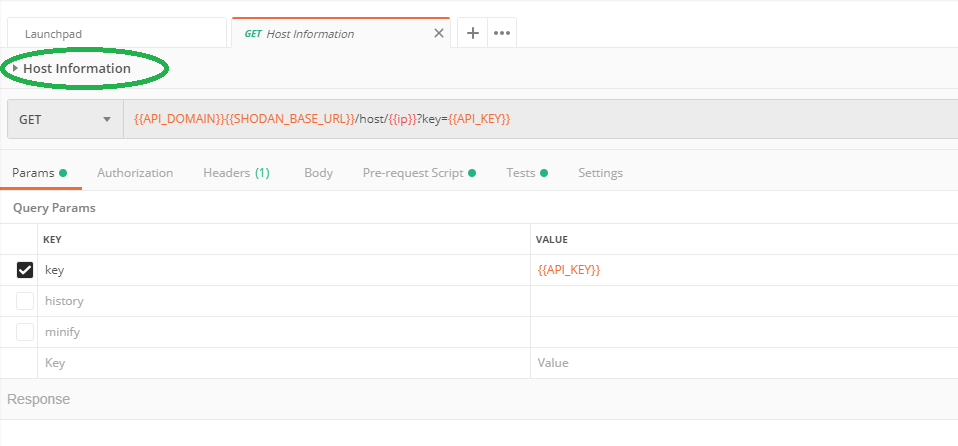 Launchpad GET Host Information
Host Information
GET {{API_DOMAIN}}{{SHODAN_BASE_URL}}/host/{{ip}}?key={{API_KEY}}
Params Authorization Headers (1) Body Pre-request Script Tests Settings
Query Params
KEY VALUE
key {{API_KEY}}
history
minify
Key Value
Response